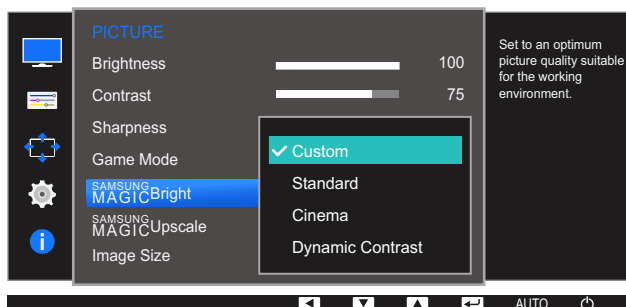 PICTURE
Brightness 100
Contrast 75
Sharpness
Game Mode
SAMSUNG
MAGICBright
SAMSUNG
MAGICUpscale
Image Size
Custom
Standard
Cinema
Dynamic Contrast
Set to an optimum
picture quality suitable
for the working
environment.
AUTO